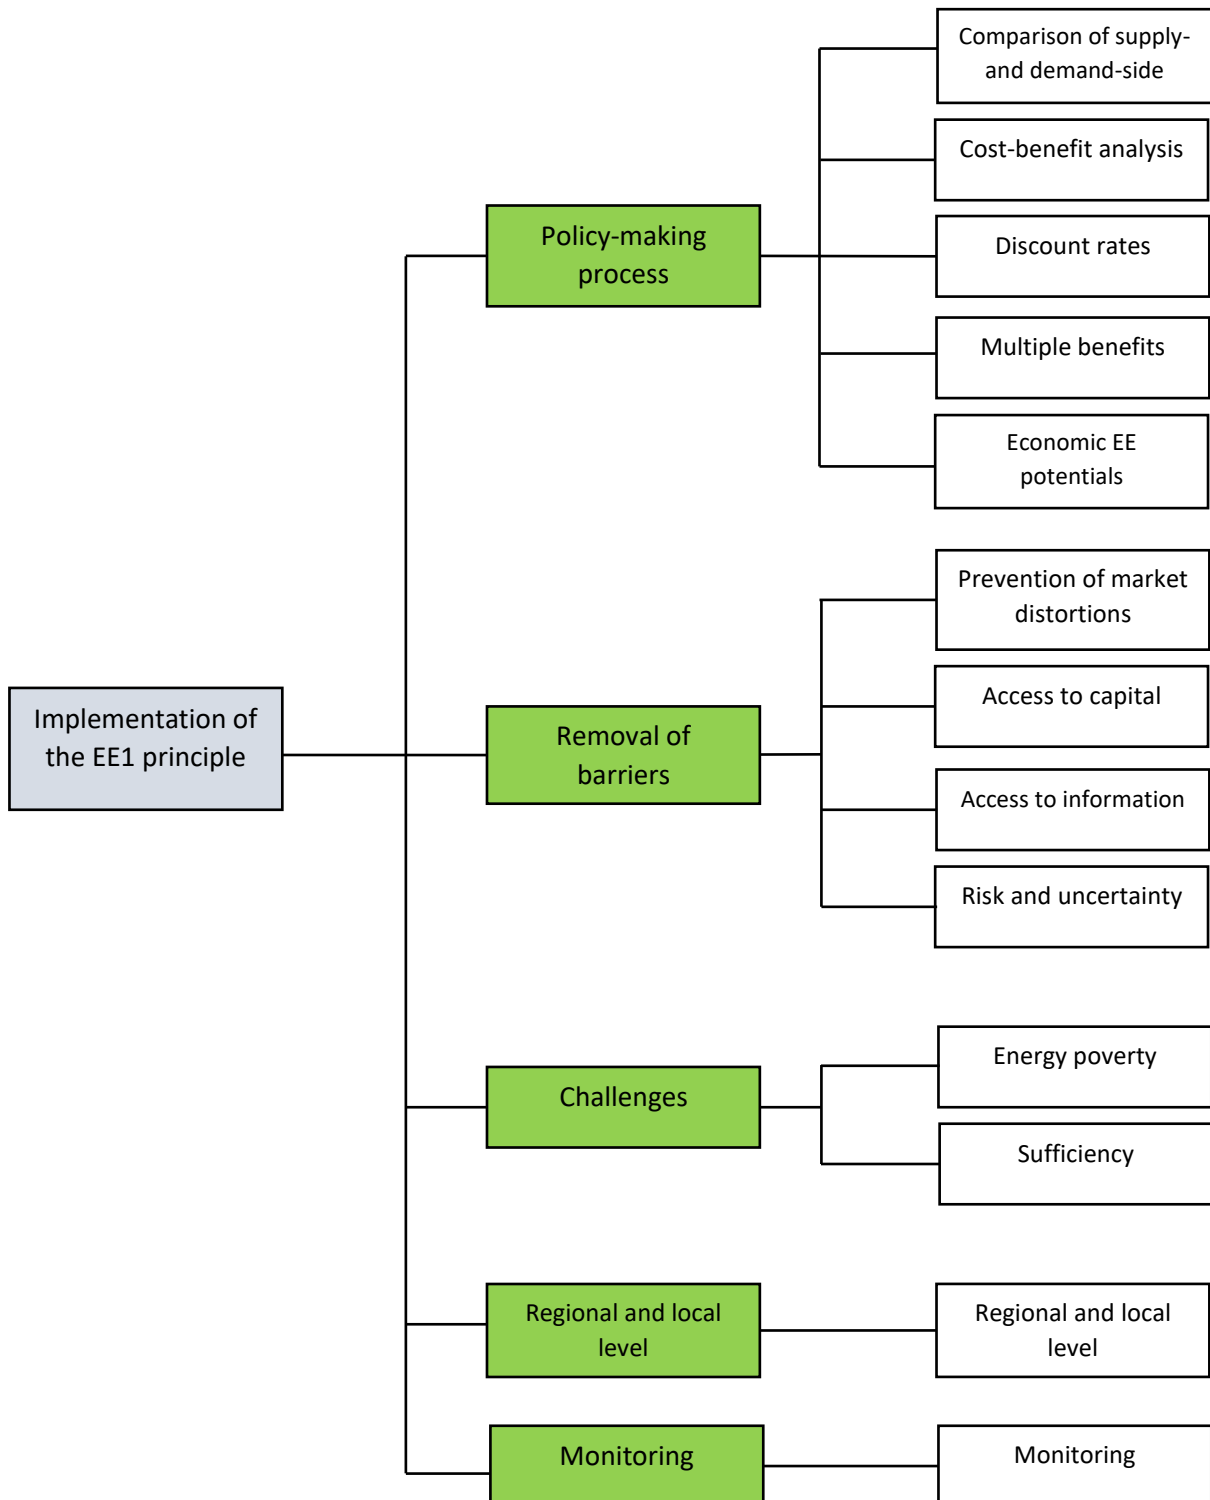 Comparison of supply-
and demand-side
Cost-benefit analysis
Policy-making
process
Discount rates
Multiple benefits
Economic EE
potentials
Prevention of market
distortions
Access to capital
Implementation of
the EE1 principle
Removal of
barriers
Access to information
Risk and uncertainty
Energy poverty
Challenges
Sufficiency
Regional and local
level
Regional and local
level
Monitoring
Monitoring